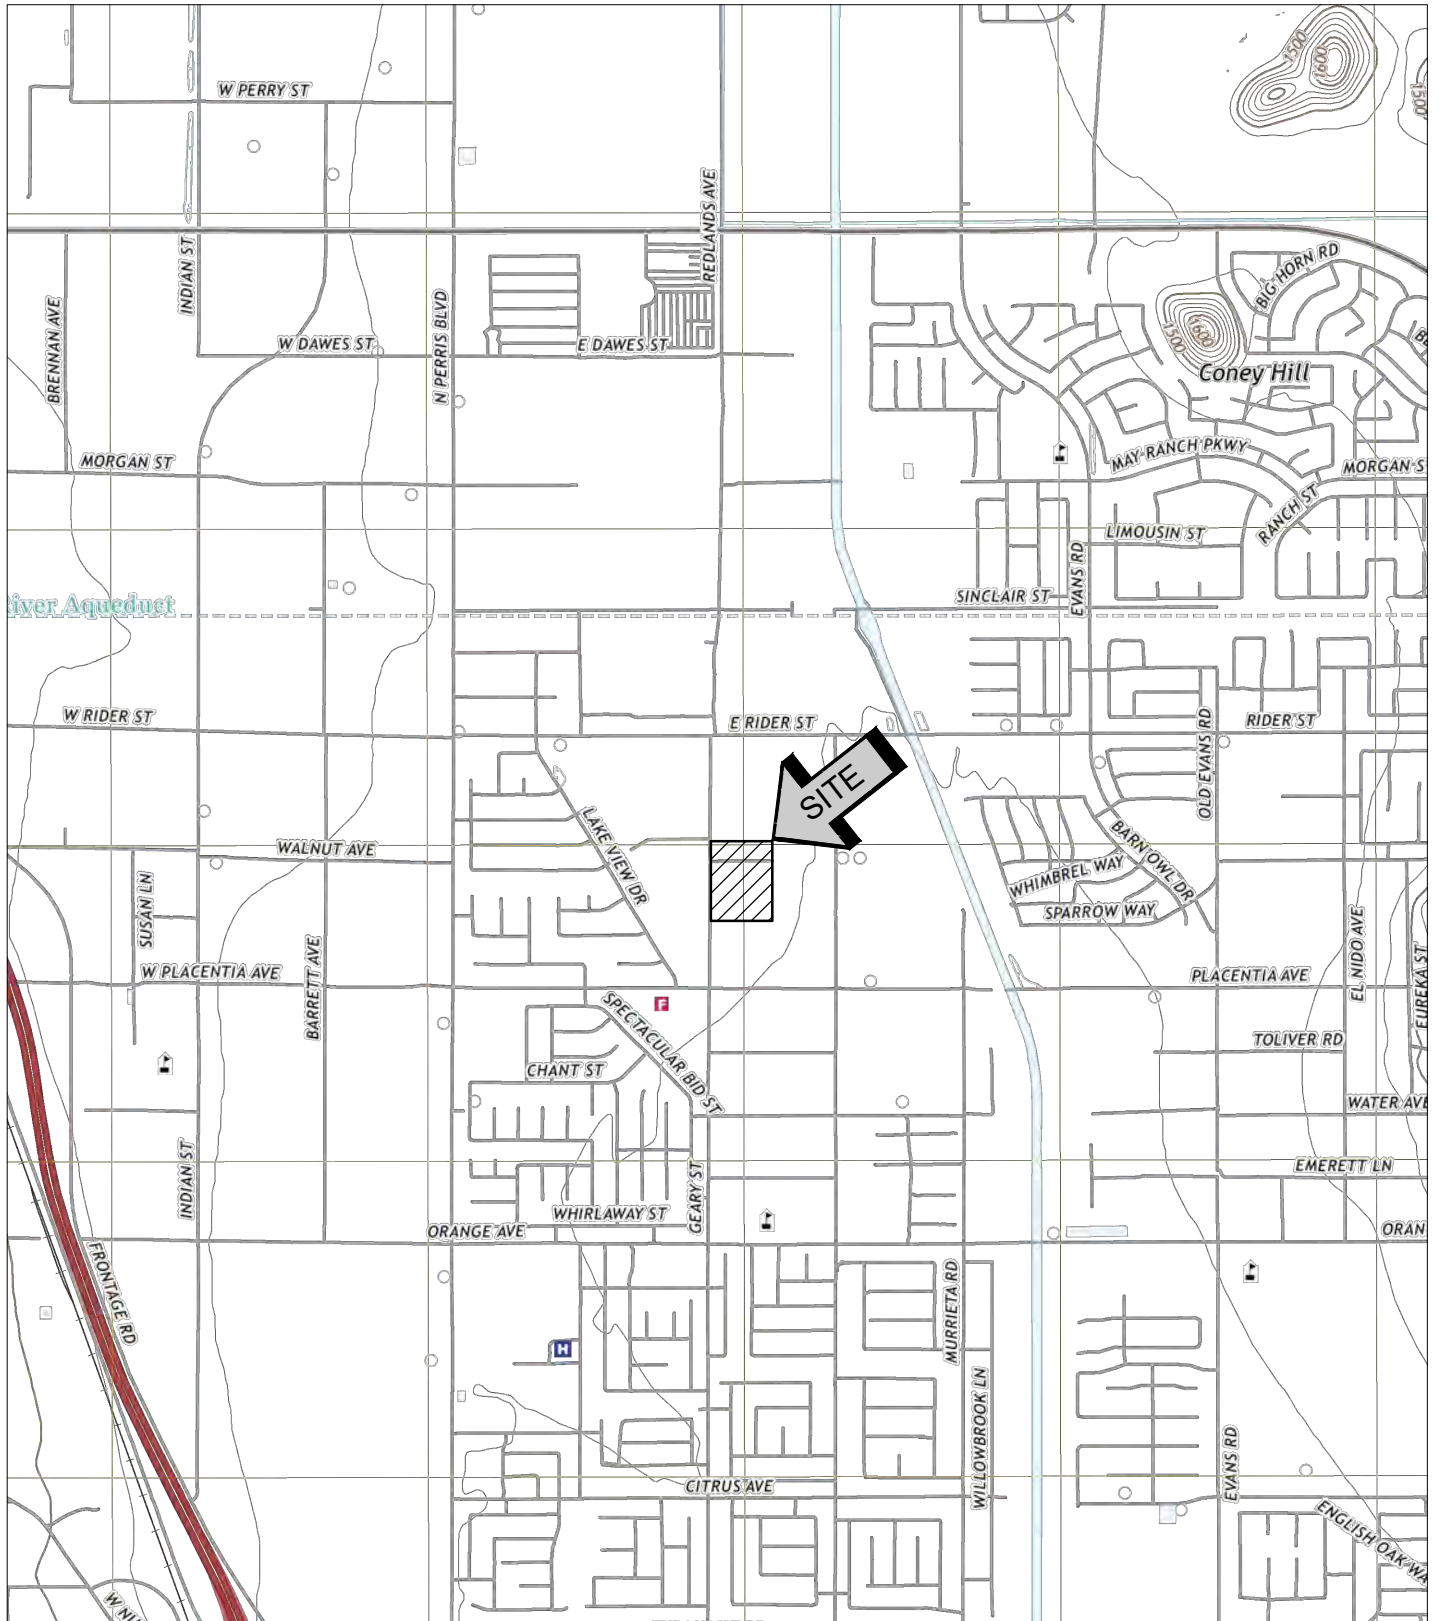 1500
1600
1500
W PERRY ST
REDLANDS AVE
INDIAN ST
BIG HORN RD
BRENNAN AVE
N PERRIS BLVD
W DAWES ST
E DAWES ST
1500
1600
Coney Hill
MAY RANCH PKWY
MORGAN ST
MORGAN S
RANCH ST
LIMOUSIN ST
EVANS RD
SINCLAIR ST
iver Aqueduct
W RIDER ST
E RIDER ST
RIDER ST
OLD EVANS RD
SITE
LAKE VIEW DR
WALNUT AVE
BARN OWL DR
WHIMBREL WAY
SPARROW WAY
SUSAN LN
EL NIDO AVE
EUREKA ST
BARRETT AVE
W PLACENTIA AVE
PLACENTIA AVE
F
SPECTACULAR BID ST
TOLIVER RD
CHANT ST
WATER AVE
INDIAN ST
GEARY ST
EMERETT LN
WHIRLAWAY ST
ORANGE AVE
ORAN
FRONTAGE RD
MURRIETA RD
H
WILLOWBROOK LN
EVANS RD
CITRUS AVE
ENGLISH OAK WA